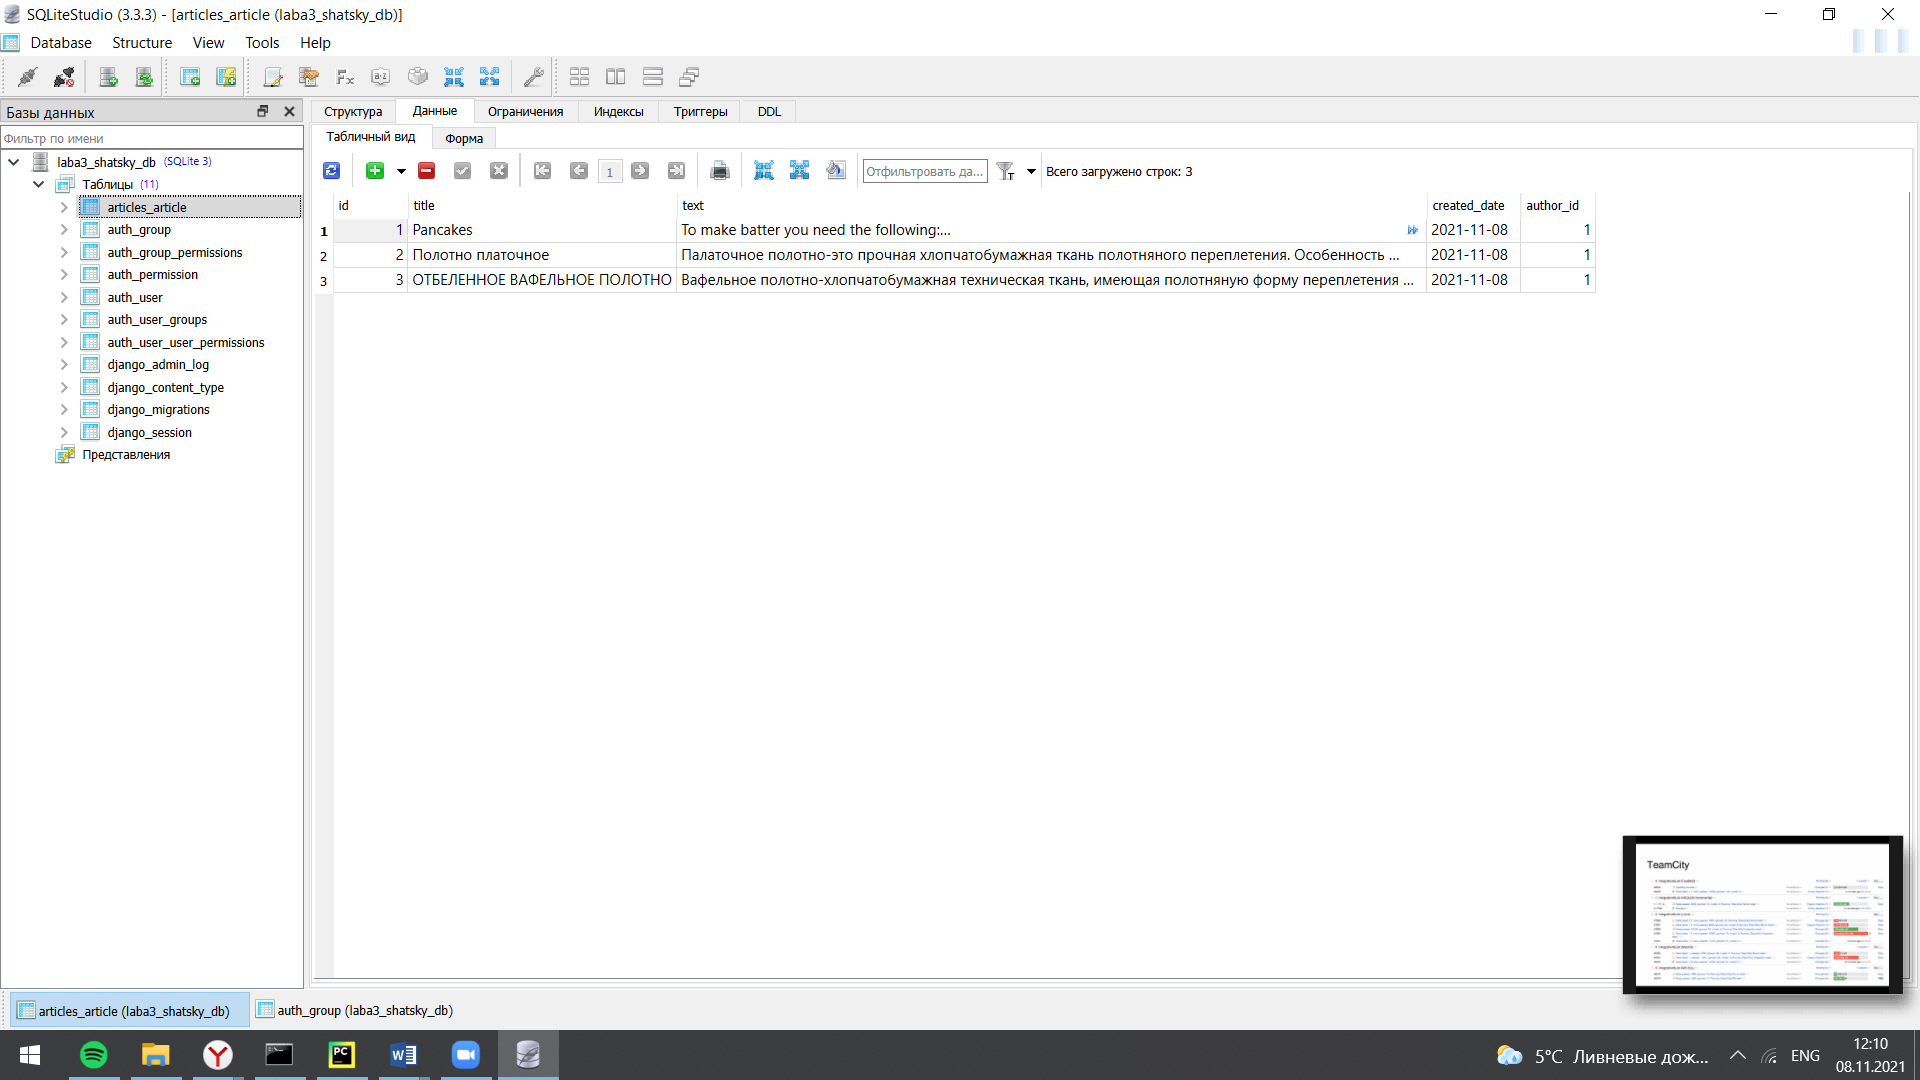 SQLiteStudio (3.3.3) - [articles_article (laba3_shatsky_db)]
Database Structure View Tools Help
Базы данных
Фильтр по имени
laba3_shatsky_db (SQLite 3)
Таблицы (11)
articles_article
auth_group
auth_group_permissions
auth_permission
auth_user
auth_user_groups
auth_user_user_permissions
django_admin_log
django_content_type
django_migrations
django_session
Представления
Структура Данные Ограничения Индексы Триггеры DDL
Табличный вид Форма
1 Отфильтровать да... Всего загружено строк: 3
id title text created_date author_id
1 1 Pancakes To make batter you need the following:... 2021-11-08 1
2 2 Полотно платочное Палаточное полотно-это прочная хлопчатобумажная ткань полотняного переплетения. Особенность ... 2021-11-08 1
3 3 ОТБЕЛЕННОЕ ВАФЕЛЬНОЕ ПОЛОТНО Вафельное полотно-хлопчатобумажная техническая ткань, имеющая полотняную форму переплетения ... 2021-11-08 1
TeamCity
articles_article (laba3_shatsky_db) auth_group (laba3_shatsky_db)
5°C Ливневые дож... ENG
12:10
08.11.2021